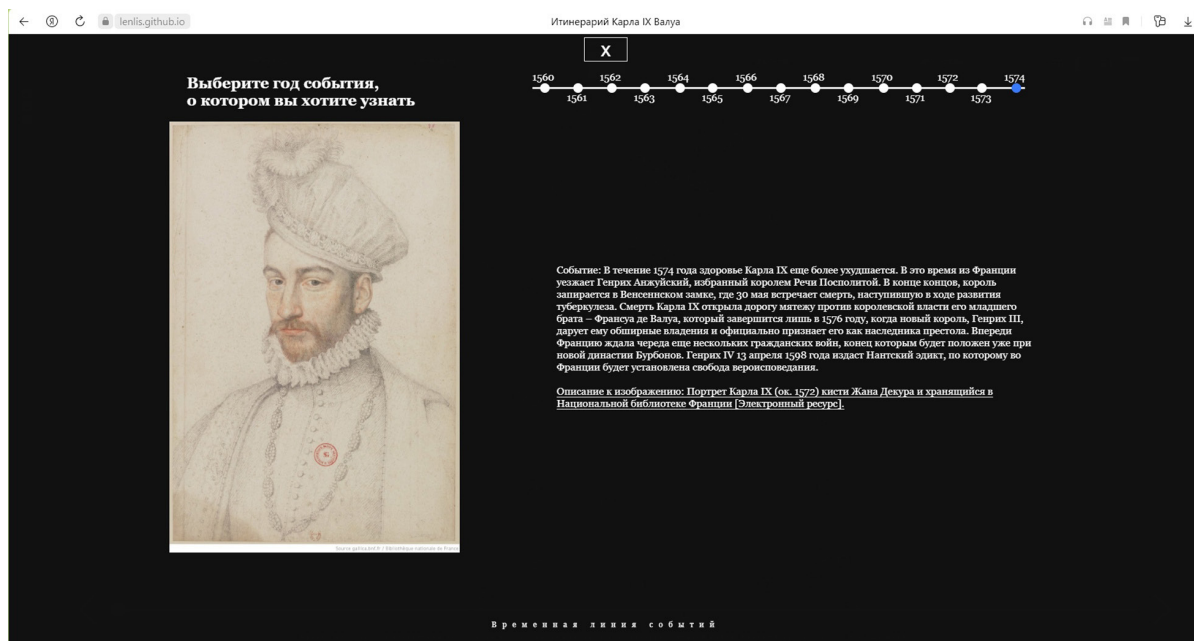 lenlis.github.io
Итинерарий Карла IX Валуа
X
Выберите год события,
о котором вы хотите узнать
1560 1562 1564 1566 1568 1570 1572 1574
1561 1563 1565 1567 1569 1571 1573
Событие: В течение 1574 года здоровье Карла IX еще более ухудшается. В это время из Франции
уезжает Генрих Анжуйский, избранный королем Речи Посполитой. В конце концов, король
запирается в Венсеннском замке, где 30 мая встречает смерть, наступившую в ходе развития
туберкулеза. Смерть Карла IX открыла дорогу мятежу против королевской власти его младшего
брата – Франсуа де Валуа, который завершится лишь в 1576 году, когда новый король, Генрих III,
дарует ему обширные владения и официально признает его как наследника престола. Впереди
Францию ждала череда еще нескольких гражданских войн, конец которым будет положен уже при
новой династии Бурбонов. Генрих IV 13 апреля 1598 года издаст Нантский эдикт, по которому во
Франции будет установлена свобода вероисповедания.
Описание к изображению: Портрет Карла IX (ок. 1572) кисти Жана Декура и хранящийся в
Национальной библиотеке Франции [Электронный ресурс].
Source gallica.bnf.fr / Bibliothèque nationale de France
Временная линия событий